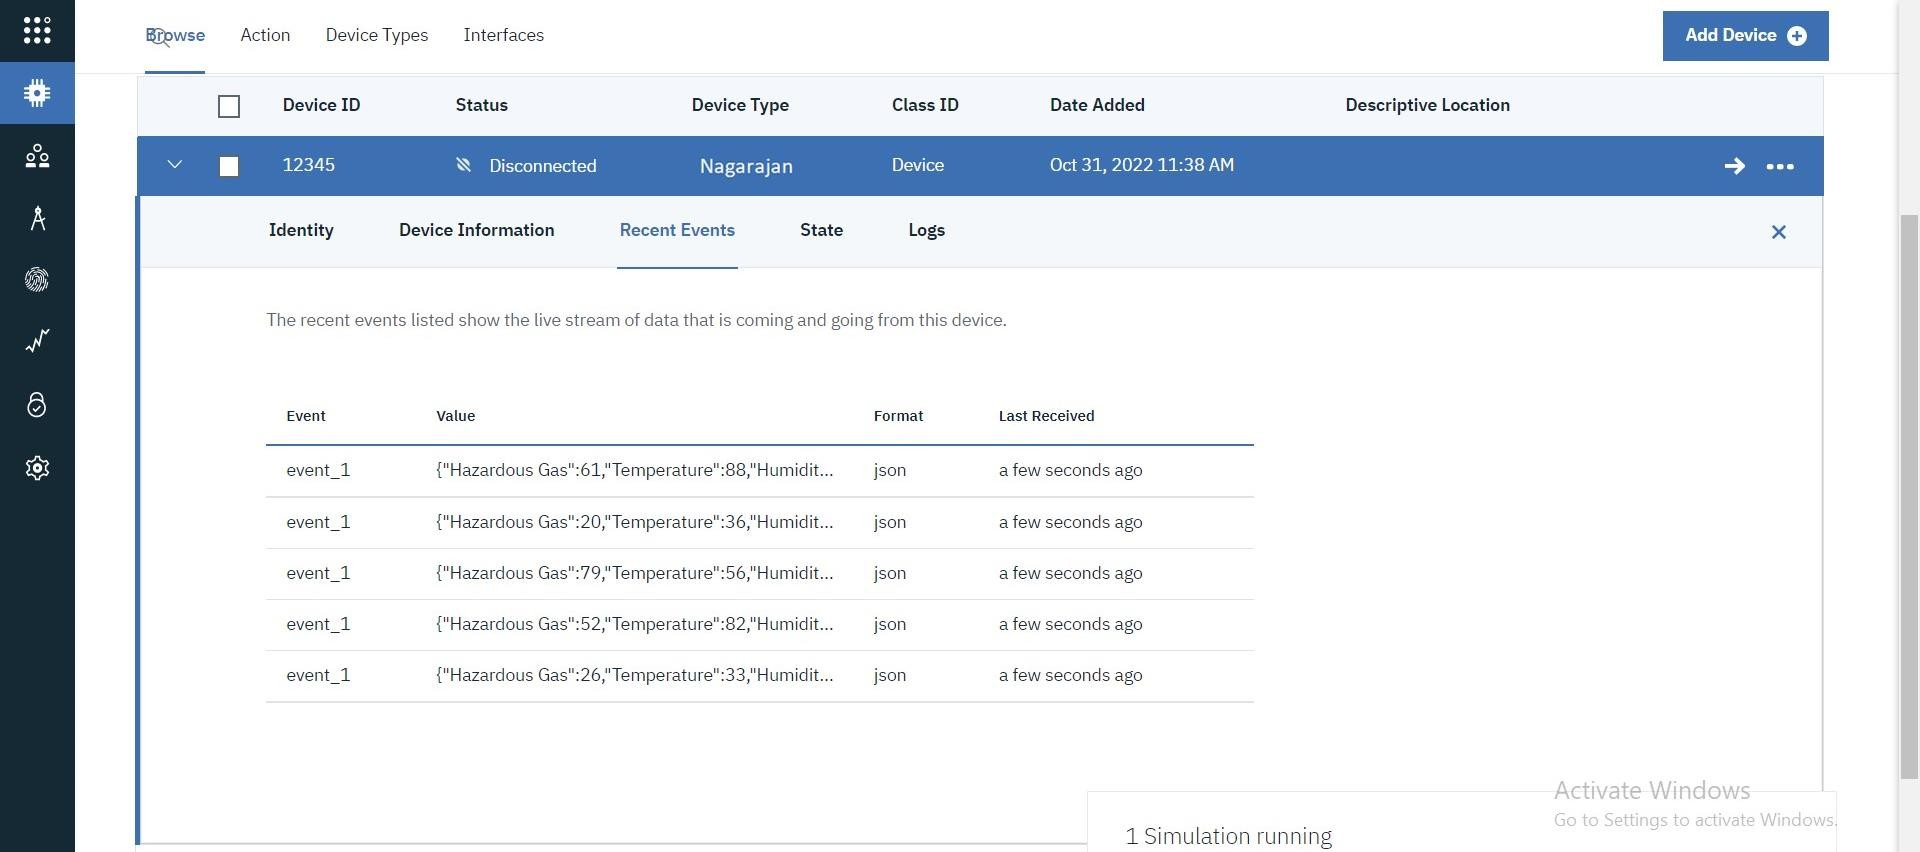 Browse Action Device Types Interfaces Add Device
Device ID Status Device Type Class ID Date Added Descriptive Location
12345 Disconnected Nagarajan Device Oct 31, 2022 11:38 AM
Identity Device Information Recent Events State Logs
The recent events listed show the live stream of data that is coming and going from this device.
Event Value Format Last Received
event_1 {"Hazardous Gas":61,"Temperature":88,"Humidit... json a few seconds ago
event_1 {"Hazardous Gas":20,"Temperature":36,"Humidit... json a few seconds ago
event_1 {"Hazardous Gas":79,"Temperature":56,"Humidit... json a few seconds ago
event_1 {"Hazardous Gas":52,"Temperature":82,"Humidit... json a few seconds ago
event_1 {"Hazardous Gas":26,"Temperature":33,"Humidit... json a few seconds ago
Activate Windows
Go to Settings to activate Windows.
1 Simulation running